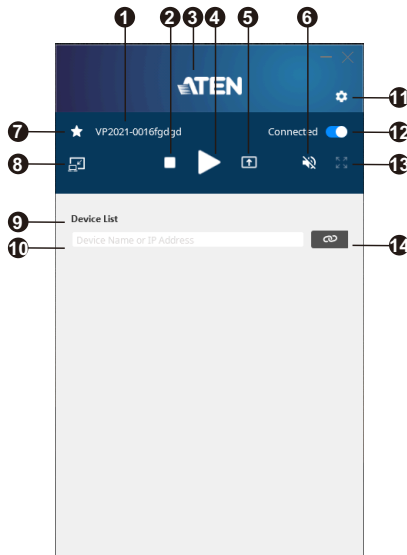 1 2 3 4 5 6
ATEN
11
7 VP2021-0016fgdgd Connected 12
8 13
9 Device List
10 Device Name or IP Address 14